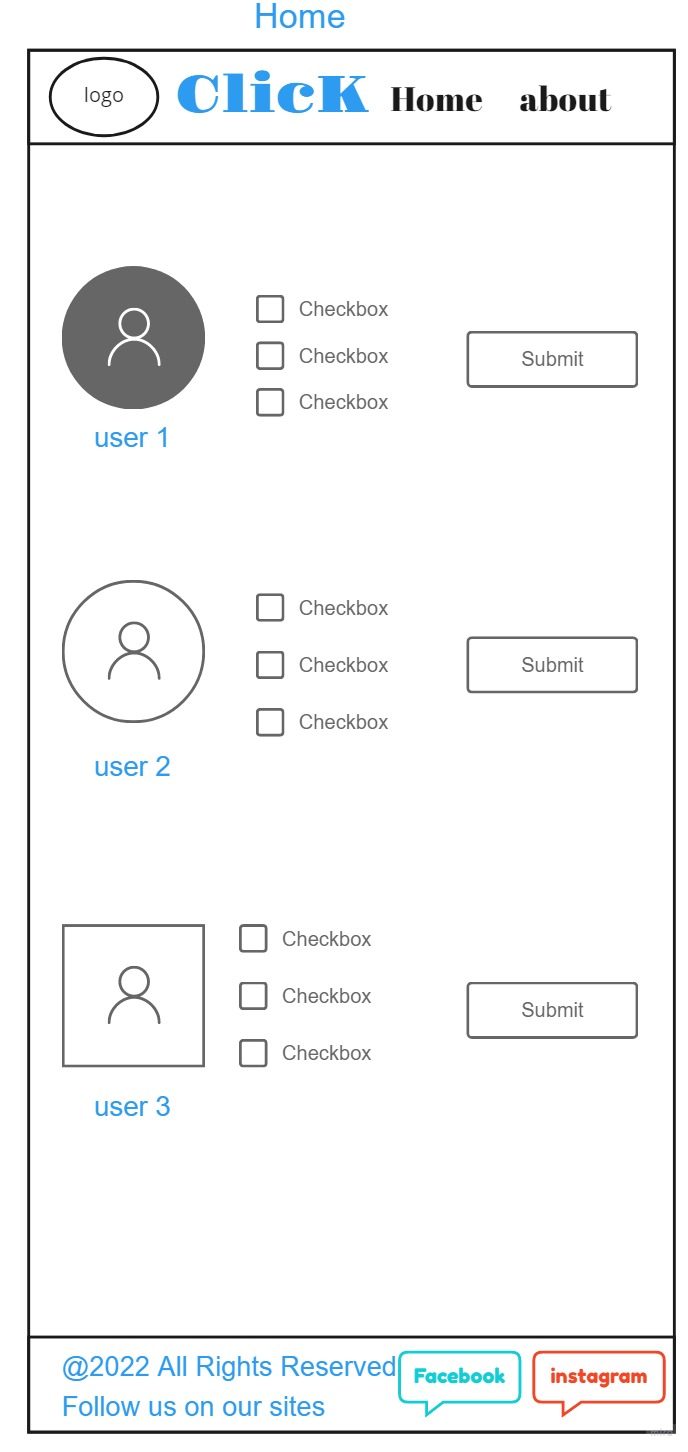 Home
logo
ClicK
Home
about
Checkbox
Checkbox
Checkbox
Submit
user 1
Checkbox
Checkbox
Checkbox
Submit
user 2
Checkbox
Checkbox
Checkbox
Submit
user 3
@2022 All Rights Reserved
Follow us on our sites
Facebook
instagram